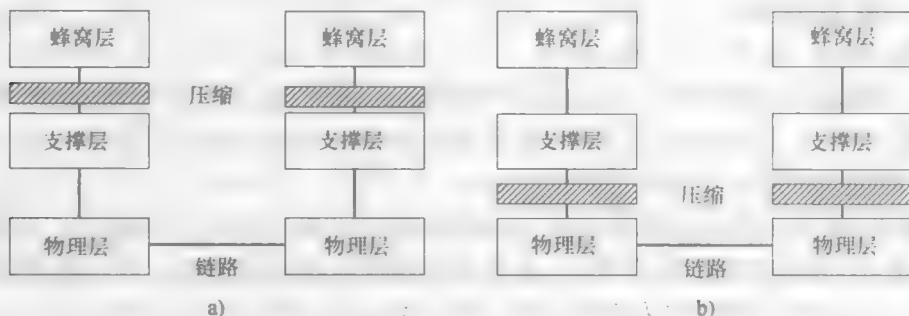 蜂窝层 蜂窝层 蜂窝层 蜂窝层
压缩
支撑层 支撑层 支撑层 支撑层
压缩
物理层 物理层 物理层 物理层
链路 链路
a) b)